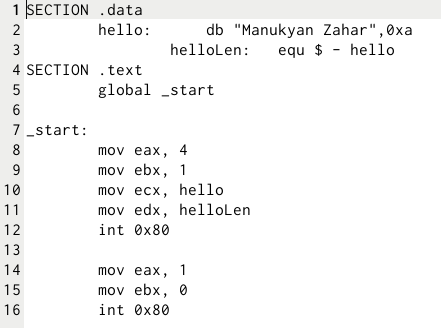 1 SECTION .data
2 hello: db "Manukyan Zahar",0xa
3 helloLen: equ $ - hello
4 SECTION .text
5 global _start
6
7 _start:
8 mov eax, 4
9 mov ebx, 1
10 mov ecx, hello
11 mov edx, helloLen
12 int 0x80
13
14 mov eax, 1
15 mov ebx, 0
16 int 0x80